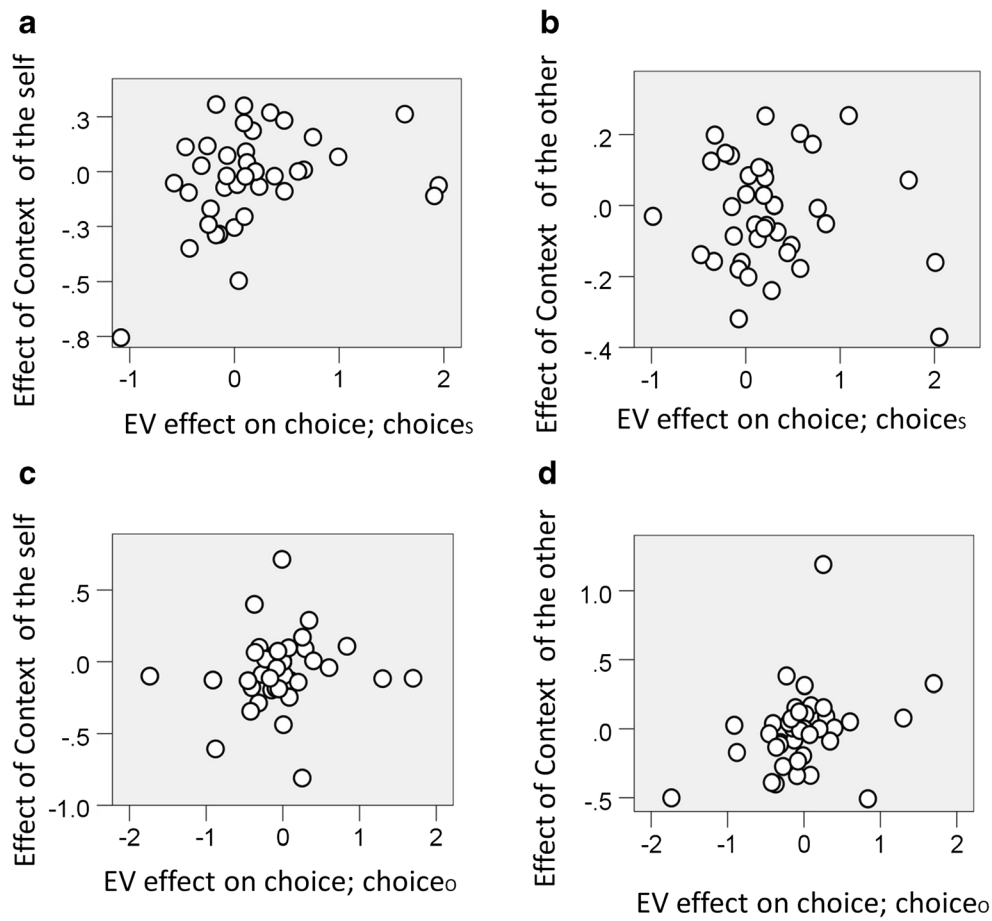 a
Effect of Context of the self
.3
.0
-.3
-.5
-.8
-1 0 1 2
EV effect on choice; choiceS
b
Effect of Context of the other
.2
.0
-.2
-.4
-1 0 1 2
EV effect on choice; choiceS
c
Effect of Context of the self
.5
.0
-.5
-1.0
-2 -1 0 1 2
EV effect on choice; choiceO
d
Effect of Context of the other
1.0
.5
.0
-.5
-2 -1 0 1 2
EV effect on choice; choiceO